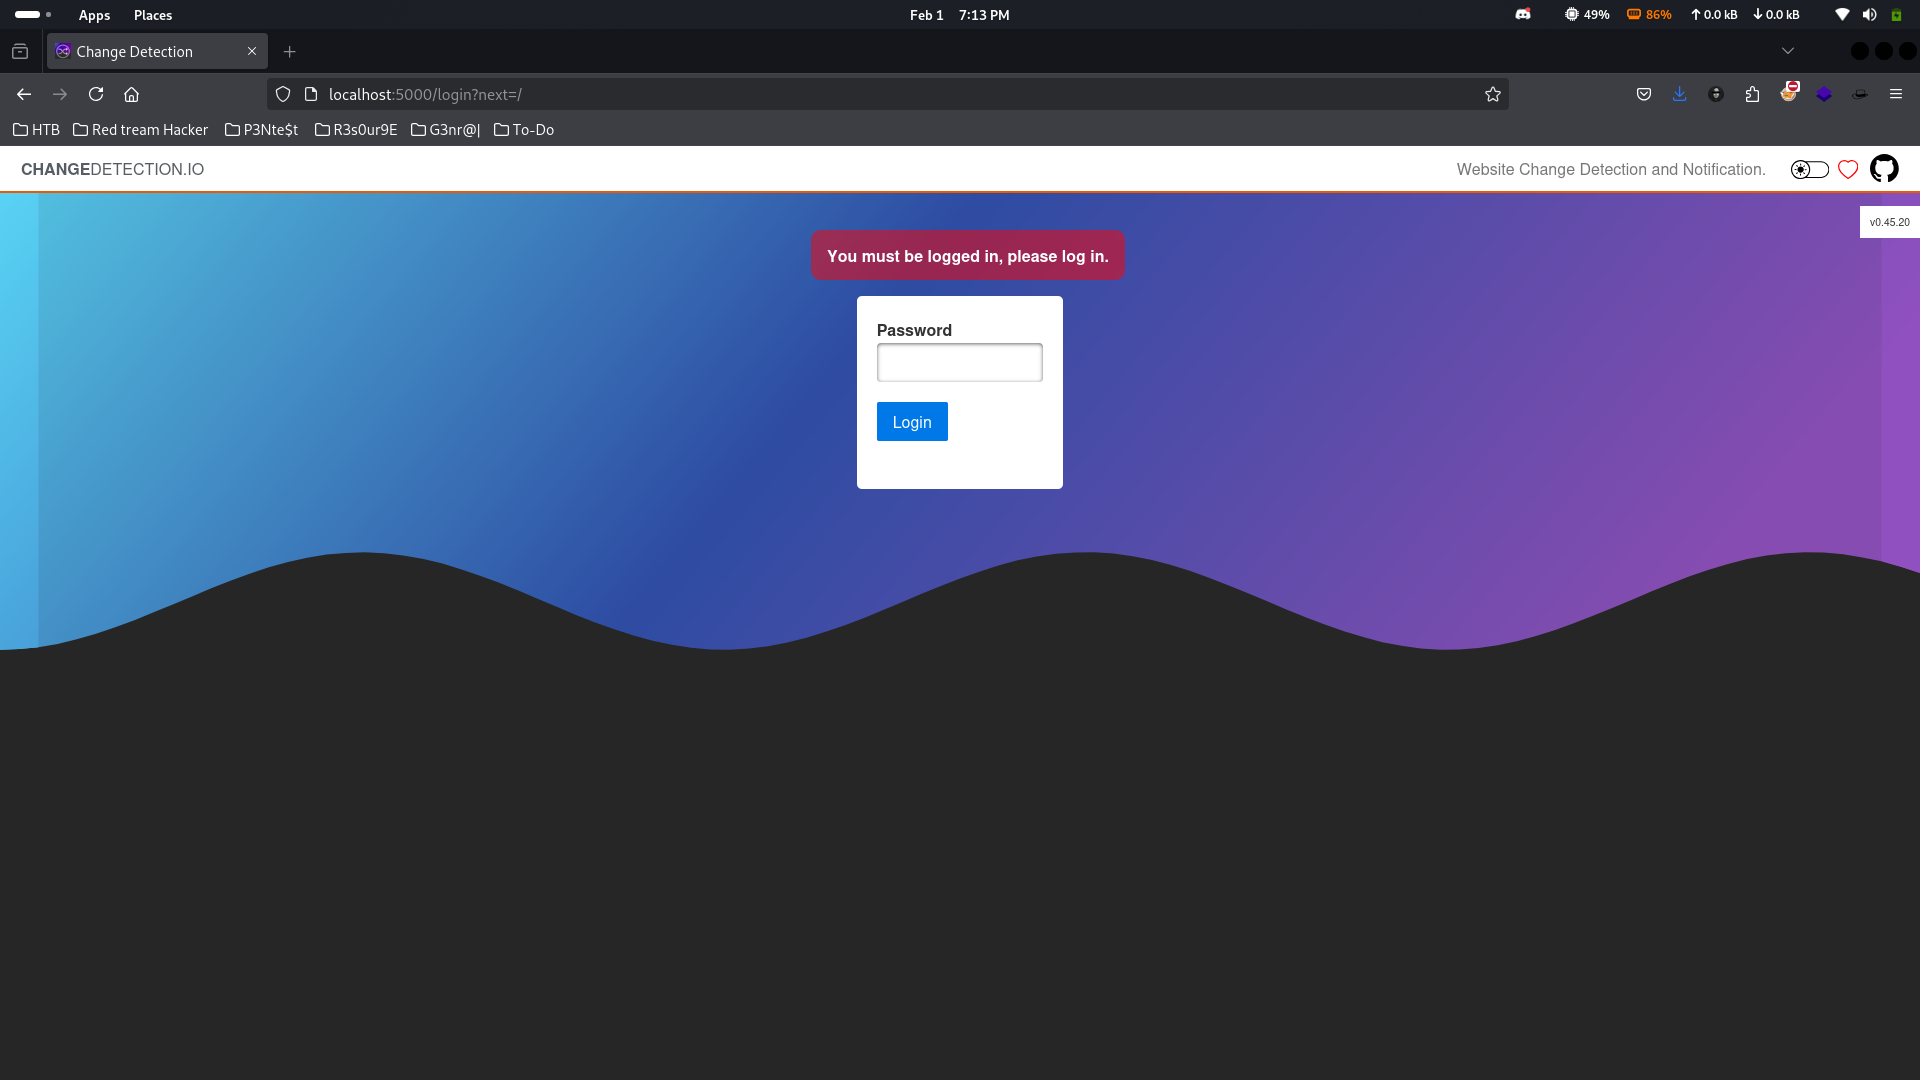 Apps Places Feb 1 7:13 PM 49% 86% 0.0 kB 0.0 kB
Change Detection
localhost:5000/login?next=/
HTB Red tream Hacker P3Nte$t R3s0ur9E G3nr@| To-Do
CHANGEDETECTION.IO Website Change Detection and Notification.
v0.45.20
You must be logged in, please log in.
Password
Login